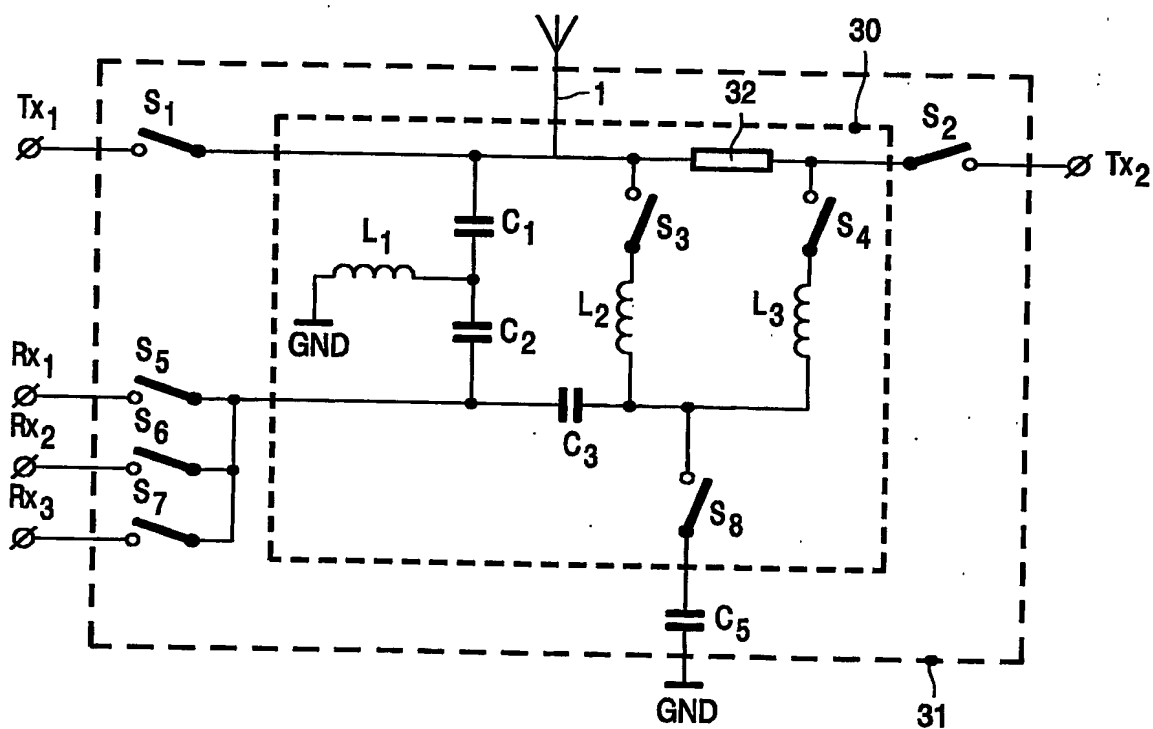 30
Tx1
S1
1
32
S2
Tx2
C1
S3
S4
L1
L2
L3
GND
C2
Rx1
S5
Rx2
S6
C3
Rx3
S7
S8
C5
GND
31